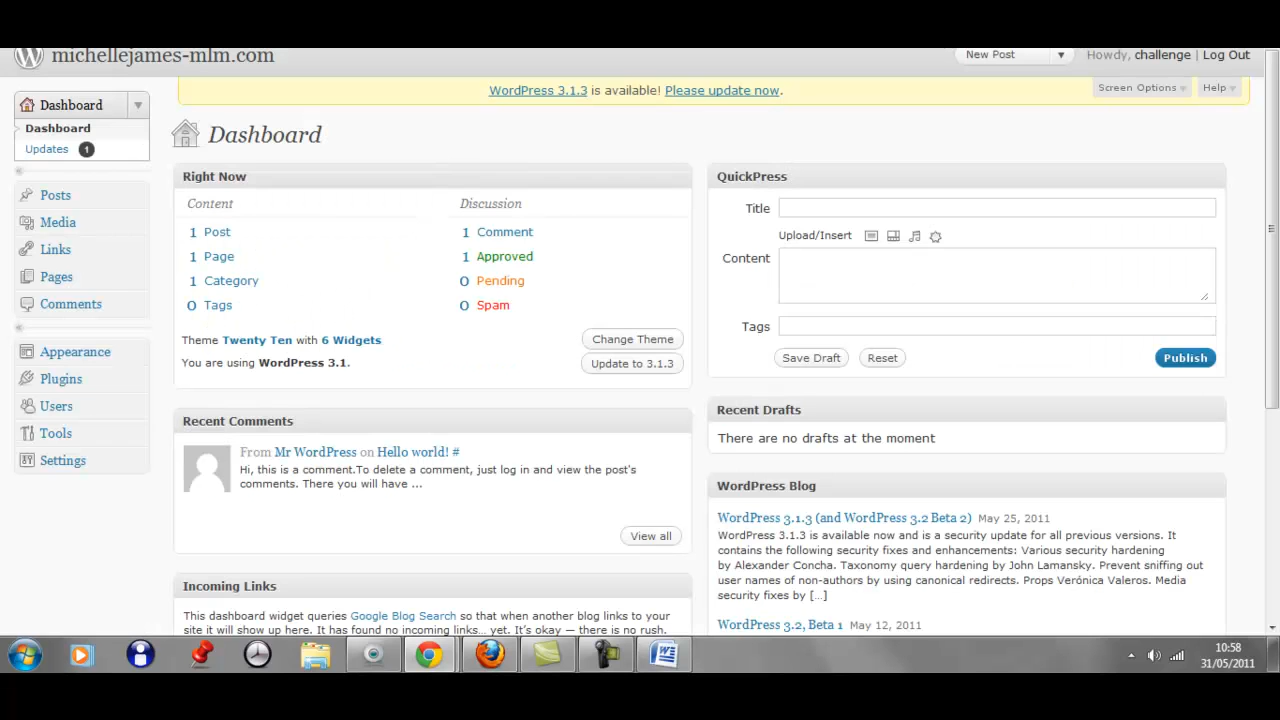 michellejames-mlm.com
New Post
Howdy, challenge | Log Out
WordPress 3.1.3 is available! Please update now.
Screen Options
Help
Dashboard
Dashboard
Updates 1
Posts
Media
Links
Pages
Comments
Appearance
Plugins
Users
Tools
Settings
Dashboard
Right Now
Content
Discussion
1 Post
1 Comment
1 Page
1 Approved
1 Category
0 Pending
0 Tags
0 Spam
Theme Twenty Ten with 6 Widgets
Change Theme
You are using WordPress 3.1.
Update to 3.1.3
Recent Comments
From Mr WordPress on Hello world! #
Hi, this is a comment.To delete a comment, just log in and view the post's
comments. There you will have ...
View all
Incoming Links
This dashboard widget queries Google Blog Search so that when another blog links to your
site it will show up here. It has found no incoming links… yet. It's okay — there is no rush.
QuickPress
Title
Upload/Insert
Content
Tags
Save Draft
Reset
Publish
Recent Drafts
There are no drafts at the moment
WordPress Blog
WordPress 3.1.3 (and WordPress 3.2 Beta 2) May 25, 2011
WordPress 3.1.3 is available now and is a security update for all previous versions. It
contains the following security fixes and enhancements: Various security hardening
by Alexander Concha. Taxonomy query hardening by John Lamansky. Prevent sniffing out
user names of non-authors by using canonical redirects. Props Verónica Valeros. Media
security fixes by […]
WordPress 3.2, Beta 1 May 12, 2011
10:58
31/05/2011